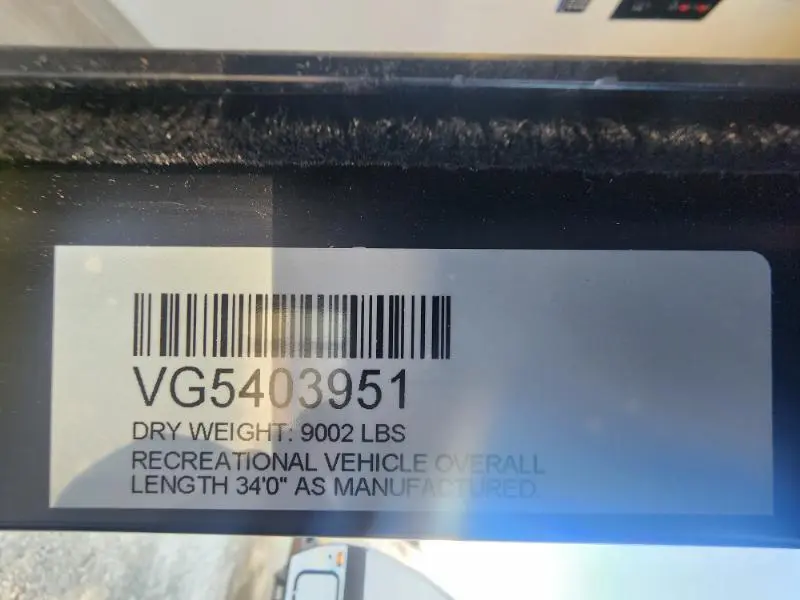 VG5403951
DRY WEIGHT: 9002 LBS
RECREATIONAL VEHICLE OVERALL
LENGTH 34'0" AS MANUFACTURED